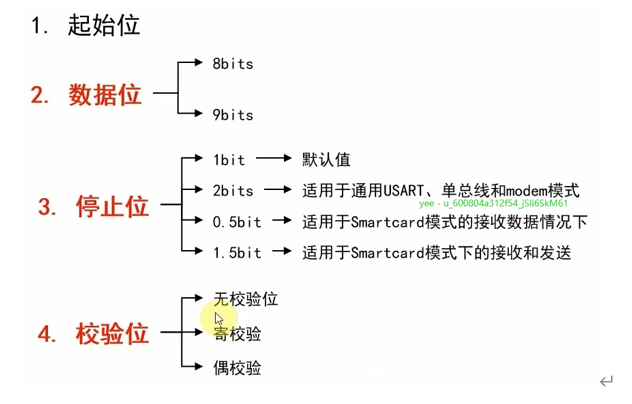 1. 起始位
8bits
2. 数据位
9bits
1bit 默认值
2bits 适用于通用USART、单总线和modem模式
yee - u_600804a312f54_jSli6SkM61
3. 停止位
0.5bit 适用于Smartcard模式的接收数据情况下
1.5bit 适用于Smartcard模式下的接收和发送
无校验位
4. 校验位
寄校验
偶校验